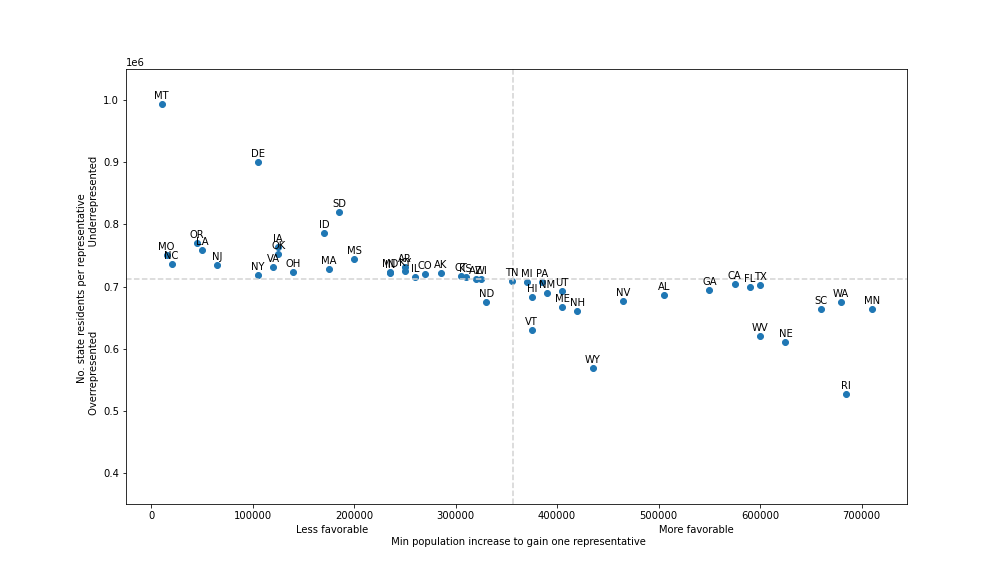 1e6
MT
1.0
DE
0.9
SD
0.8
ID
OR
IA
MO
LA
OK
NC
NJ
VA
NY
OH
MA
MS
AR
IL
CO
AK
WI
TN
MI
PA
UT
0.7
ND
HI
NM
ME
NH
NV
AL
GA
CA
FL
TX
SC
WA
MN
VT
WV
NE
0.6
WY
RI
0.5
0.4
No. state residents per representative
Overrepresented
Underrepresented
0
100000
200000
300000
400000
500000
600000
700000
Less favorable
More favorable
Min population increase to gain one representative